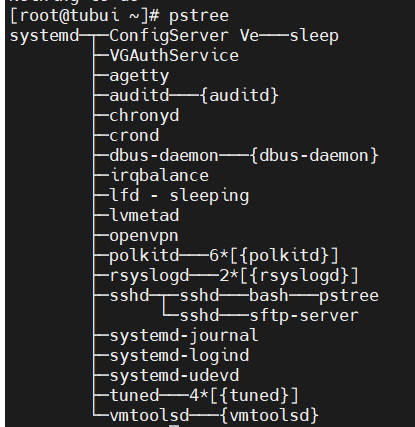 [root@tubui ~]# pstree
systemd─┬─ConfigServer Ve───sleep
        ├─VGAuthService
        ├─agetty
        ├─auditd───{auditd}
        ├─chronyd
        ├─crond
        ├─dbus-daemon───{dbus-daemon}
        ├─irqbalance
        ├─lfd - sleeping
        ├─lvmetad
        ├─openvpn
        ├─polkitd───6*[{polkitd}]
        ├─rsyslogd───2*[{rsyslogd}]
        ├─sshd─┬─sshd───bash───pstree
        │      └─sshd───sftp-server
        ├─systemd-journal
        ├─systemd-logind
        ├─systemd-udevd
        ├─tuned───4*[{tuned}]
        └─vmtoolsd───{vmtoolsd}